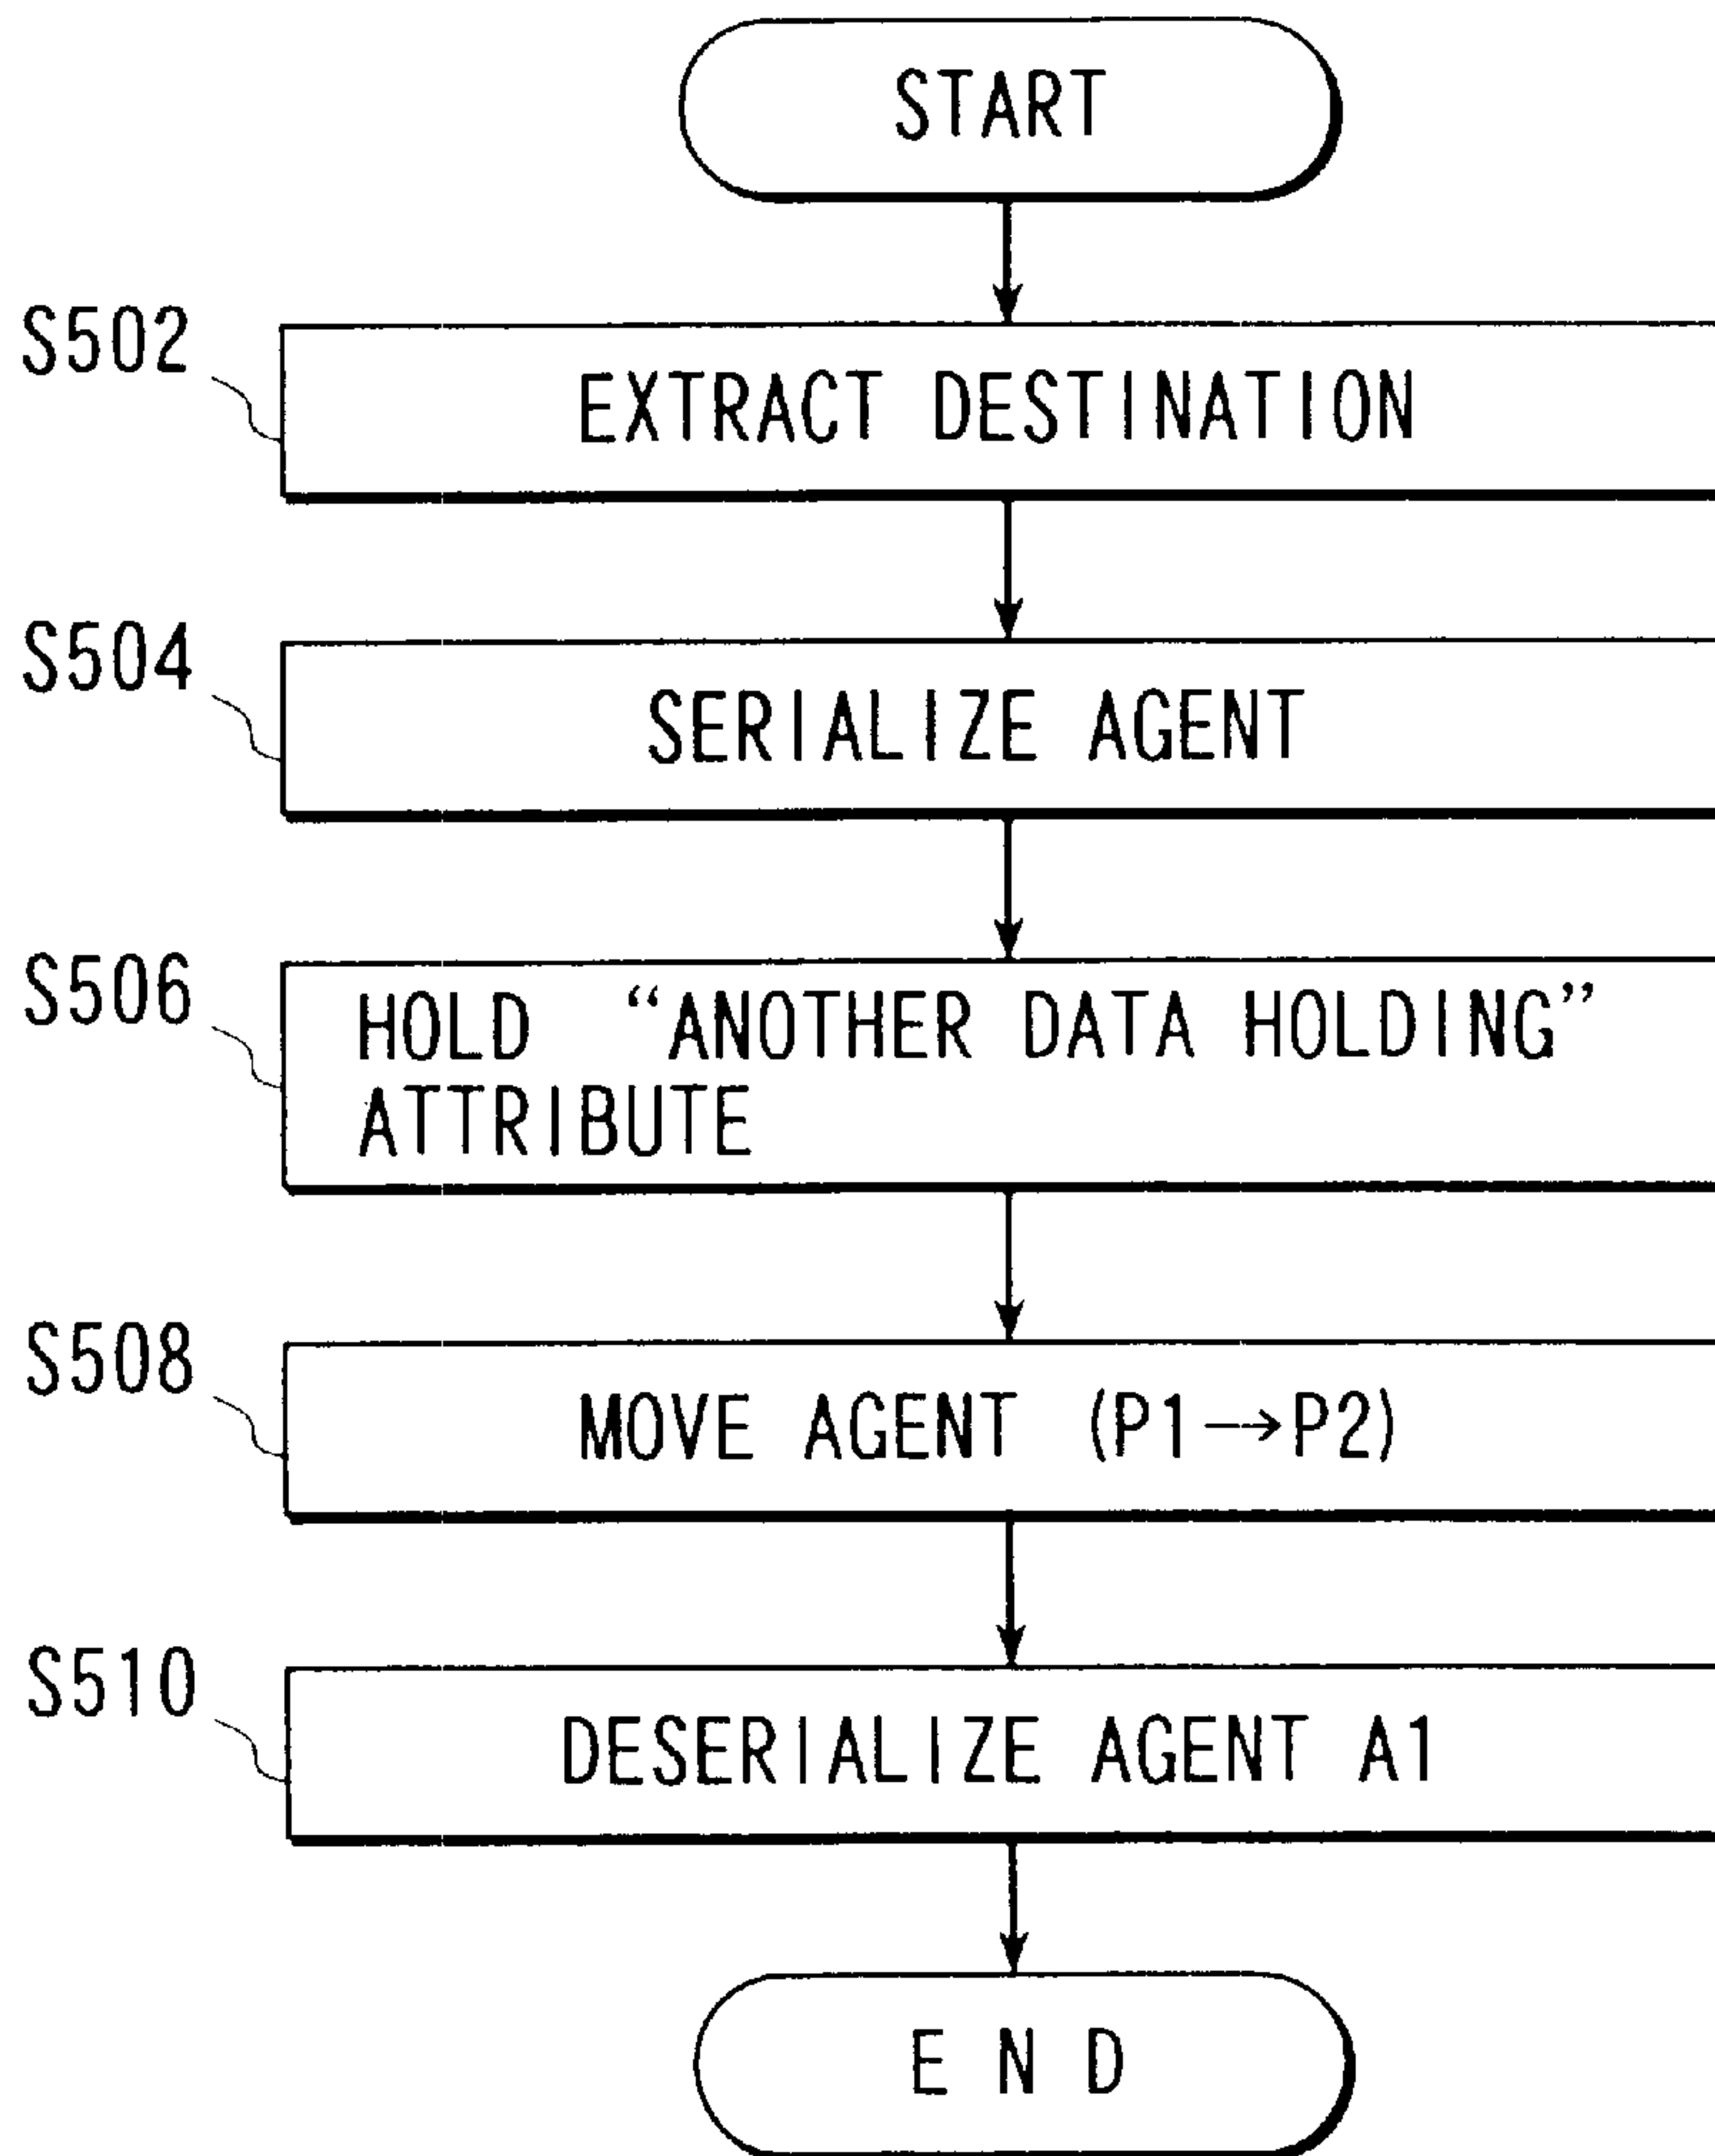 START
S502
EXTRACT DESTINATION
S504
SERIALIZE AGENT
S506
HOLD “ANOTHER DATA HOLDING”
ATTRIBUTE
S508
MOVE AGENT (P1→P2)
S510
DESERIALIZE AGENT A1
END